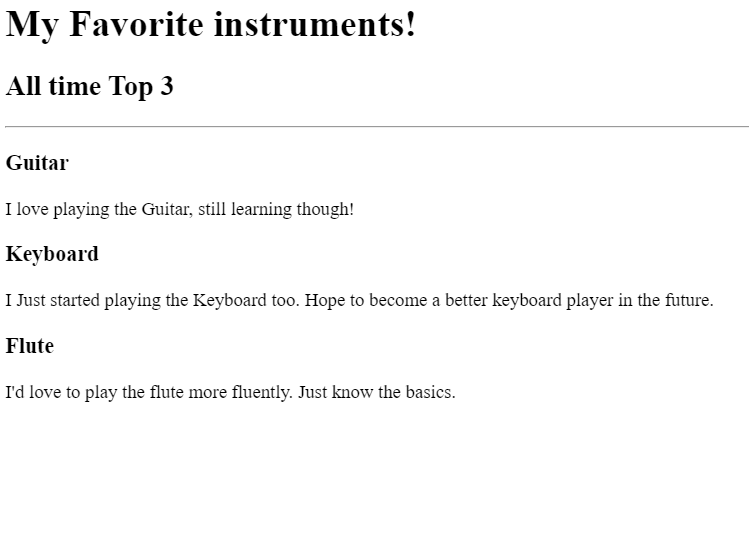 My Favorite instruments!
All time Top 3
Guitar
I love playing the Guitar, still learning though!
Keyboard
I Just started playing the Keyboard too. Hope to become a better keyboard player in the future.
Flute
I'd love to play the flute more fluently. Just know the basics.